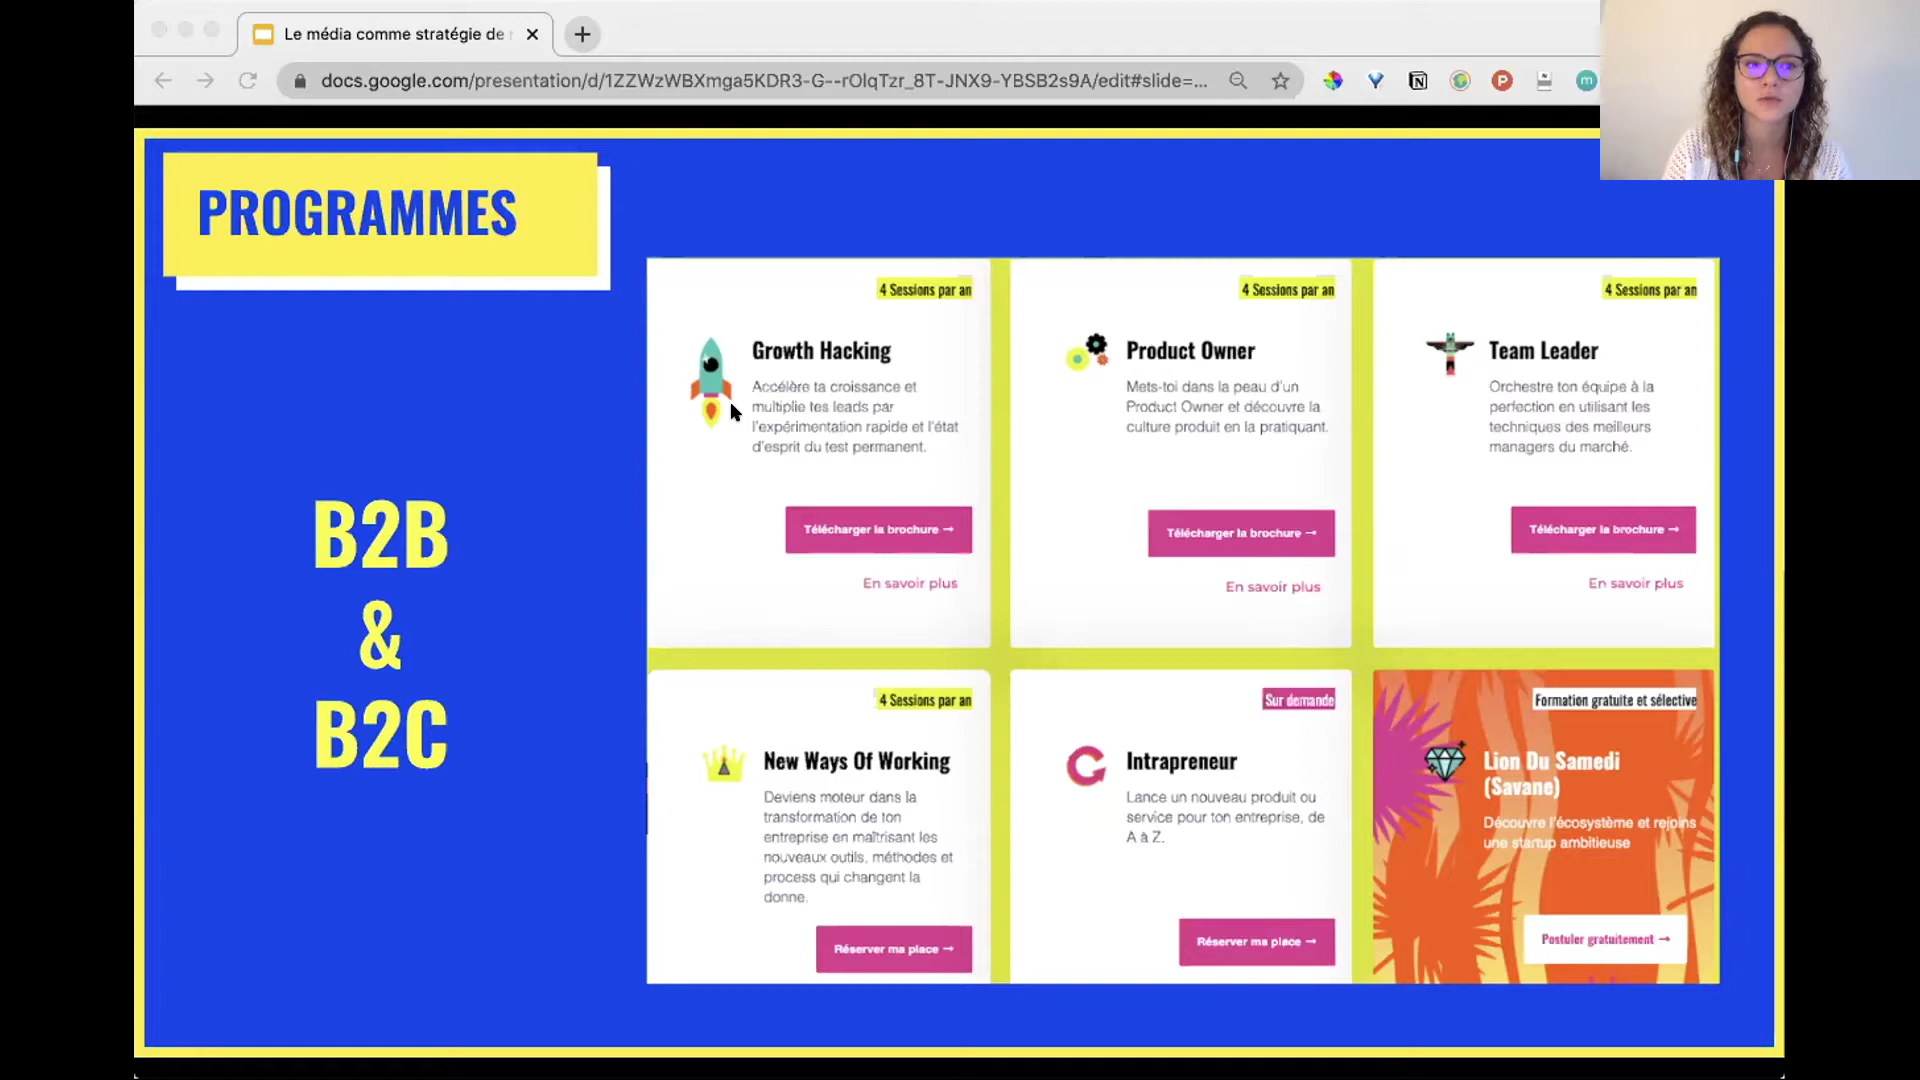 Le média comme stratégie de
docs.google.com/presentation/d/1ZZWzWBXmga5KDR3-G--rOlqTzr_8T-JNX9-YBSB2s9A/edit#slide=...
PROGRAMMES
B2B
&
B2C
4 Sessions par an
Growth Hacking
Accélère ta croissance et
multiplie tes leads par
l'expérimentation rapide et l'état
d'esprit du test permanent.
Télécharger la brochure →
En savoir plus
4 Sessions par an
Product Owner
Mets-toi dans la peau d'un
Product Owner et découvre la
culture produit en la pratiquant.
Télécharger la brochure →
En savoir plus
4 Sessions par an
Team Leader
Orchestre ton équipe à la
perfection en utilisant les
techniques des meilleurs
managers du marché.
Télécharger la brochure →
En savoir plus
4 Sessions par an
New Ways Of Working
Deviens moteur dans la
transformation de ton
entreprise en maîtrisant les
nouveaux outils, méthodes et
process qui changent la
donne.
Réserver ma place →
Sur demande
Intrapreneur
Lance un nouveau produit ou
service pour ton entreprise, de
A à Z.
Réserver ma place →
Formation gratuite et sélective
Lion Du Samedi
(Savane)
Découvre l'écosystème et rejoins
une startup ambitieuse
Postuler gratuitement →